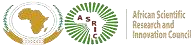 ASRIC
African Scientific
Research and
Innovation Council